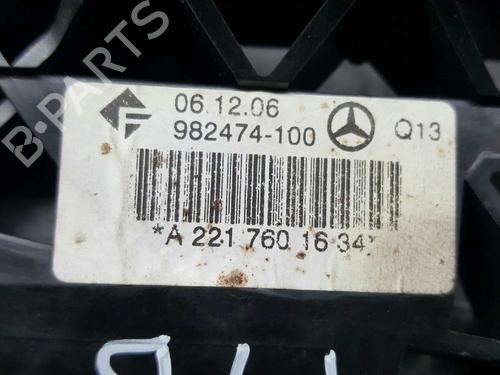 B-PARTS
06.12.06
982474-100
Q13
*A 221 760 16 34*